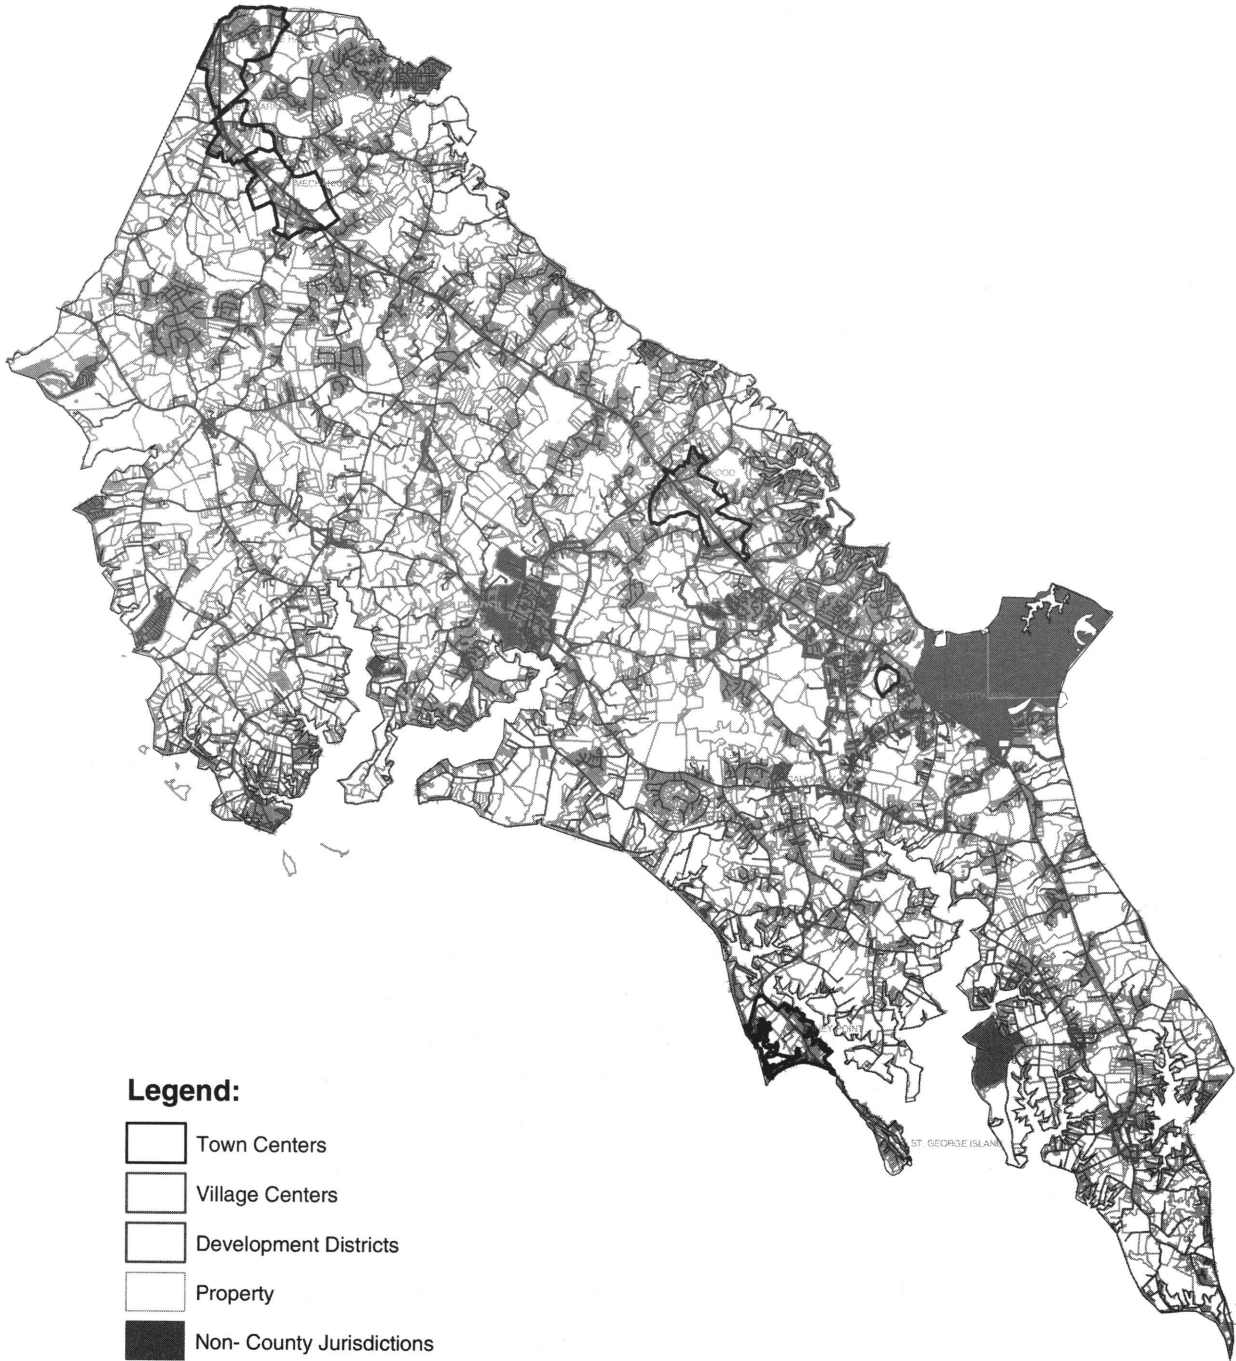 ST. GEORGE ISLAND
Legend:
Town Centers
Village Centers
Development Districts
Property
Non- County Jurisdictions